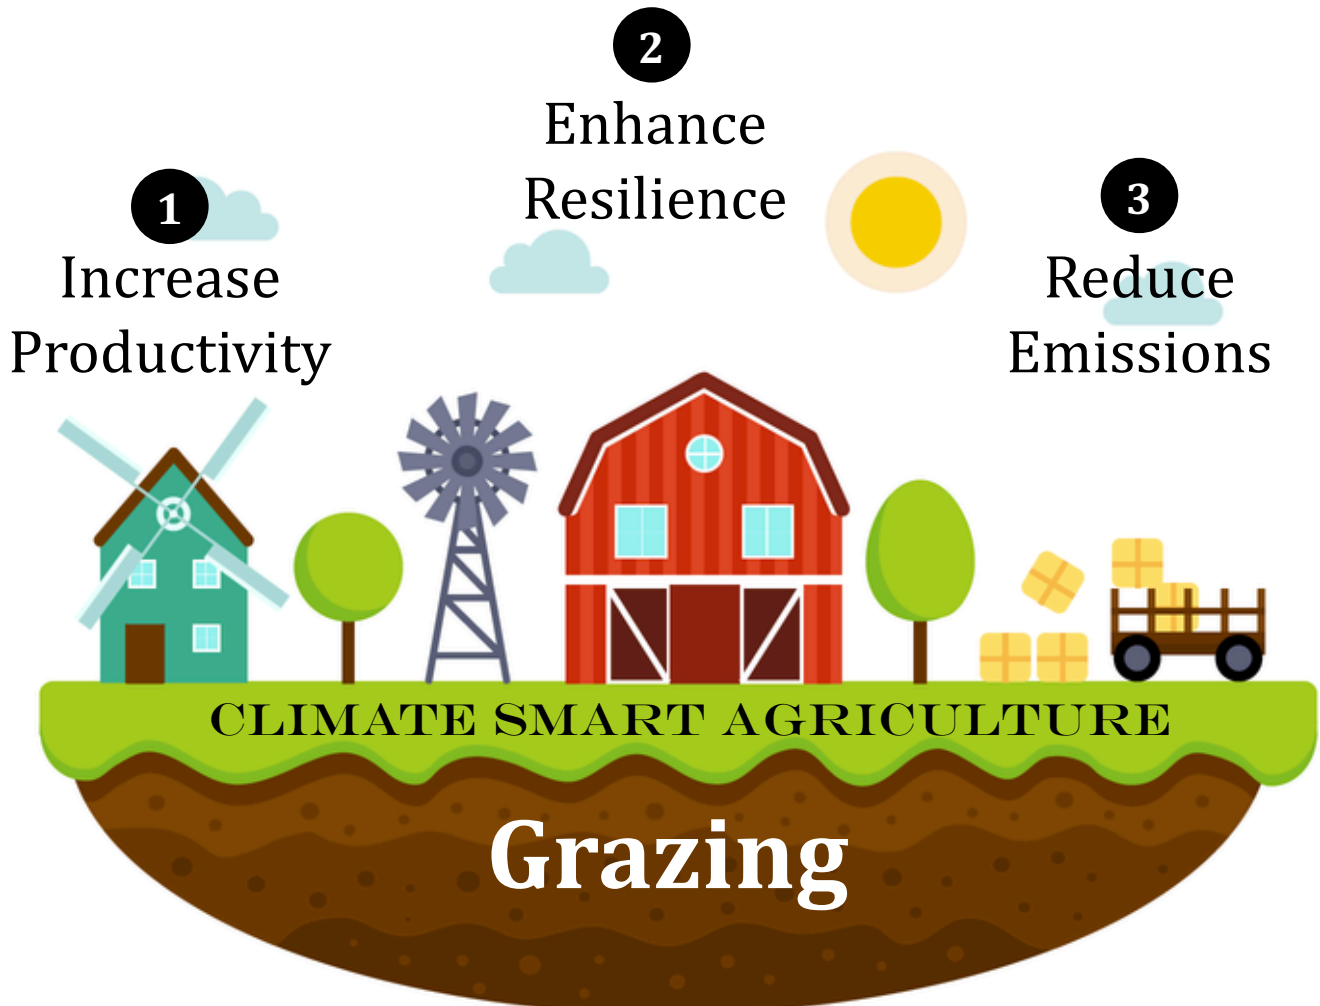 1
Increase
Productivity
2
Enhance
Resilience
3
Reduce
Emissions
CLIMATE SMART AGRICULTURE
Grazing